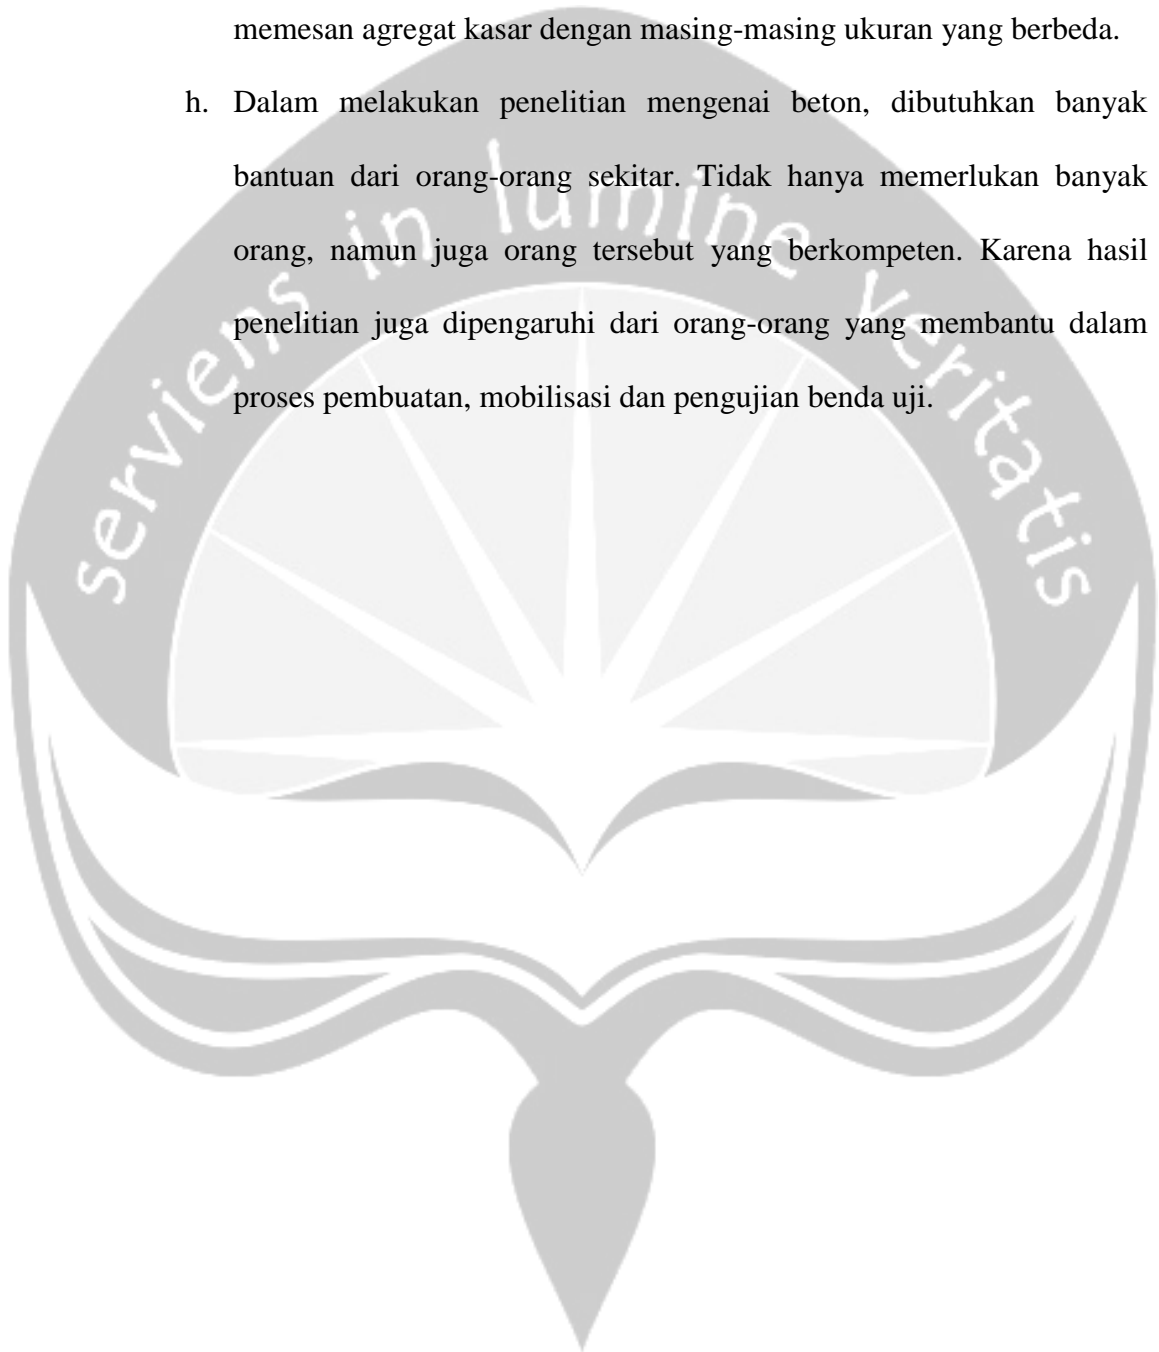 memesan agregat kasar dengan masing-masing ukuran yang berbeda.
h. Dalam melakukan penelitian mengenai beton, dibutuhkan banyak
bantuan dari orang-orang sekitar. Tidak hanya memerlukan banyak
orang, namun juga orang tersebut yang berkompeten. Karena hasil
penelitian juga dipengaruhi dari orang-orang yang membantu dalam
proses pembuatan, mobilisasi dan pengujian benda uji.
serviens in lumine veritatis